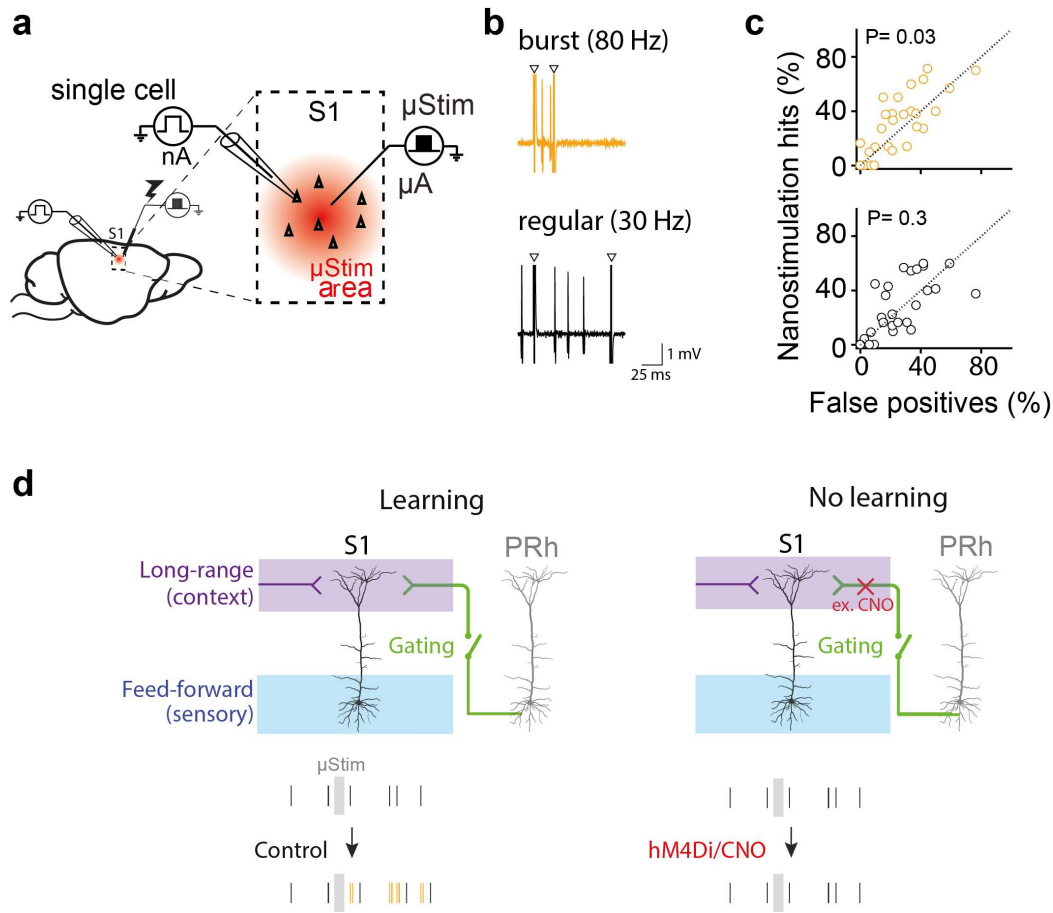 a
single cell
nA
S1
S1
μStim
μA
μStim
area
b
burst (80 Hz)
regular (30 Hz)
1 mV
25 ms
c
P= 0.03
80
40
0
P= 0.3
80
40
0
0
40
80
Nanostimulation hits (%)
False positives (%)
d
Learning
S1
PRh
Long-range
(context)
Gating
Feed-forward
(sensory)
μStim
Control
No learning
S1
PRh
ex. CNO
Gating
hM4Di/CNO